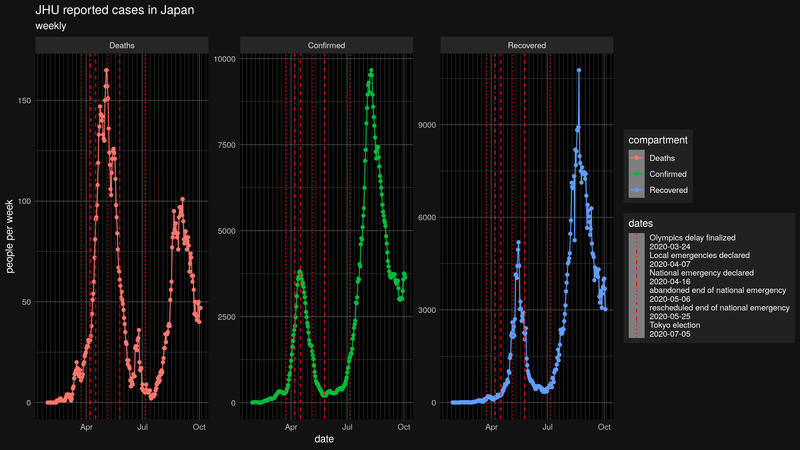 JHU reported cases in Japan
weekly
Deaths
Confirmed
Recovered
people per week
150
100
50
0
10000
7500
5000
2500
0
9000
6000
3000
0
Apr
Jul
Oct
Apr
Jul
Oct
Apr
Jul
Oct
date
compartment
Deaths
Confirmed
Recovered
dates
Olympics delay finalized
2020-03-24
Local emergencies declared
2020-04-07
National emergency declared
2020-04-16
abandoned end of national emergency
2020-05-06
rescheduled end of national emergency
2020-05-25
Tokyo election
2020-07-05